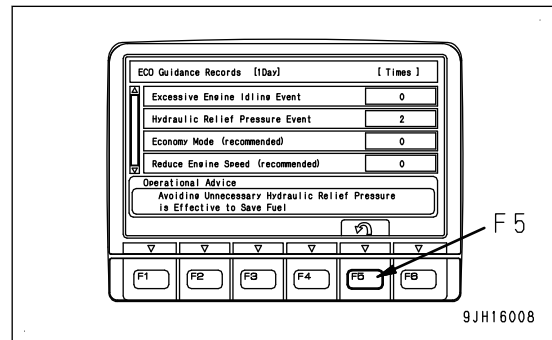 ECO Guidance Records [1Day] [ Times ]
Excessive Engine Idling Event 0
Hydraulic Relief Pressure Event 2
Economy Mode (recommended) 0
Reduce Engine Speed (recommended) 0
Operational Advice
Avoiding Unnecessary Hydraulic Relief Pressure
is Effective to Save Fuel
F5
F1 F2 F3 F4 F5 F6
9JH16008